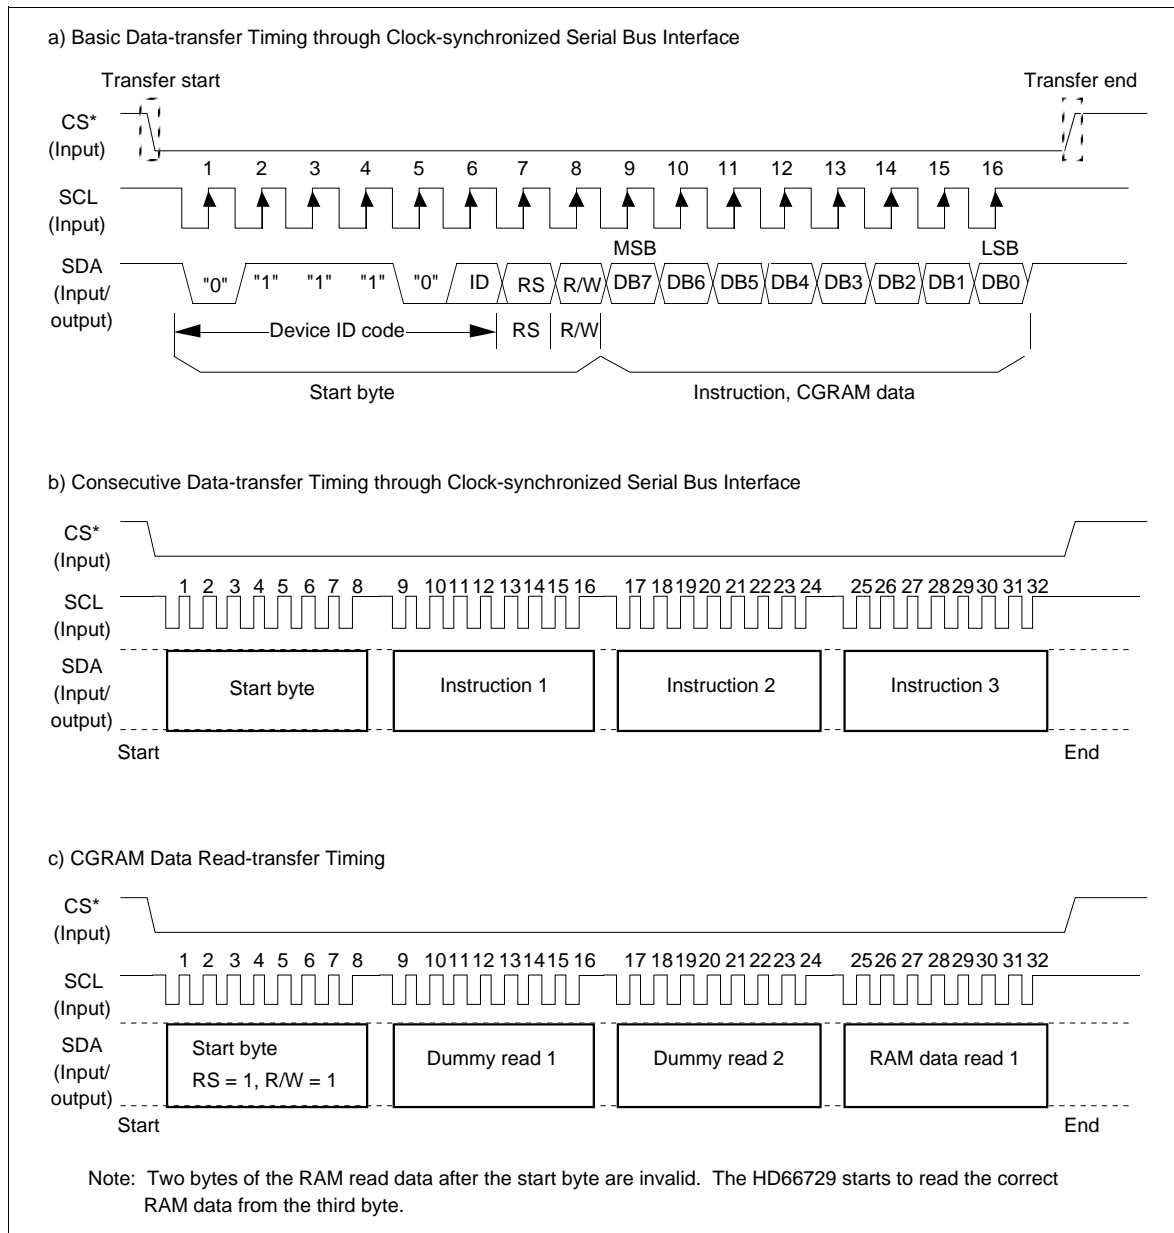 a) Basic Data-transfer Timing through Clock-synchronized Serial Bus Interface
Transfer start
Transfer end
CS*
(Input)
1 2 3 4 5 6 7 8 9 10 11 12 13 14 15 16
SCL
(Input)
MSB LSB
SDA
(Input/
output)
"0" "1" "1" "1" "0" ID RS R/W DB7 DB6 DB5 DB4 DB3 DB2 DB1 DB0
Device ID code RS R/W
Start byte
Instruction, CGRAM data
b) Consecutive Data-transfer Timing through Clock-synchronized Serial Bus Interface
CS*
(Input)
1 2 3 4 5 6 7 8 9 10 11 12 13 14 15 16 17 18 19 20 21 22 23 24 25 26 27 28 29 30 31 32
SCL
(Input)
SDA
(Input/
output)
Start byte
Instruction 1
Instruction 2
Instruction 3
Start
End
c) CGRAM Data Read-transfer Timing
CS*
(Input)
1 2 3 4 5 6 7 8 9 10 11 12 13 14 15 16 17 18 19 20 21 22 23 24 25 26 27 28 29 30 31 32
SCL
(Input)
SDA
(Input/
output)
Start byte
RS = 1, R/W = 1
Dummy read 1
Dummy read 2
RAM data read 1
Start
End
Note: Two bytes of the RAM read data after the start byte are invalid. The HD66729 starts to read the correct
RAM data from the third byte.